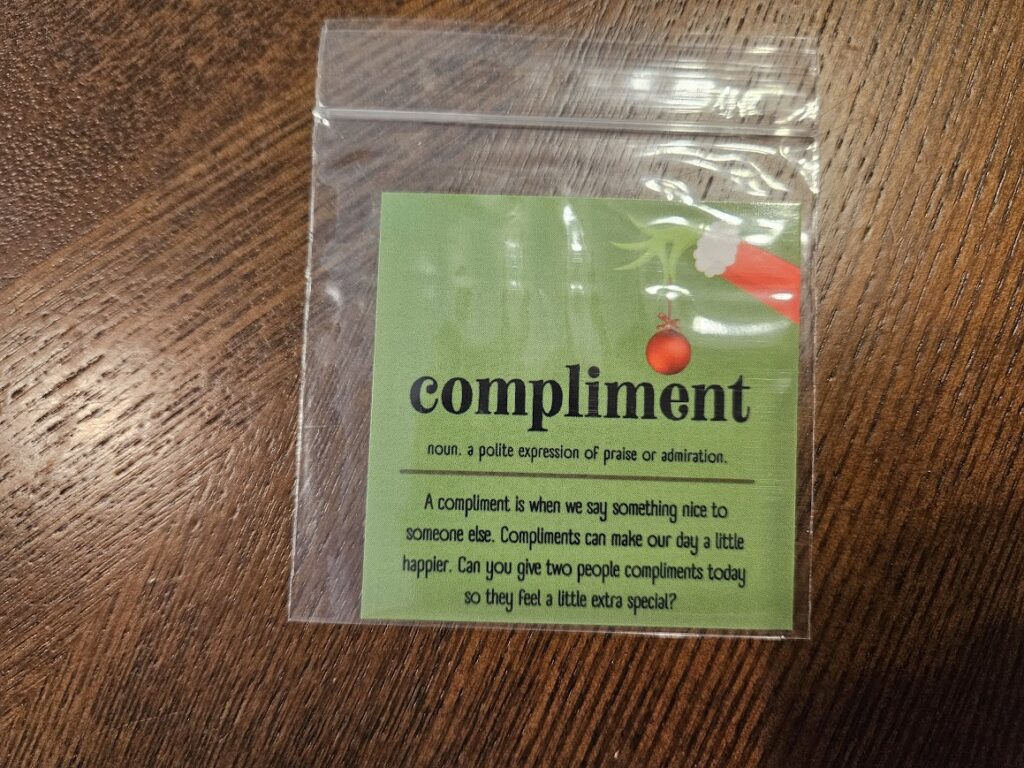 compliment
noun. a polite expression of praise or admiration.
A compliment is when we say something nice to
someone else. Compliments can make our day a little
happier. Can you give two people compliments today
so they feel a little extra special?